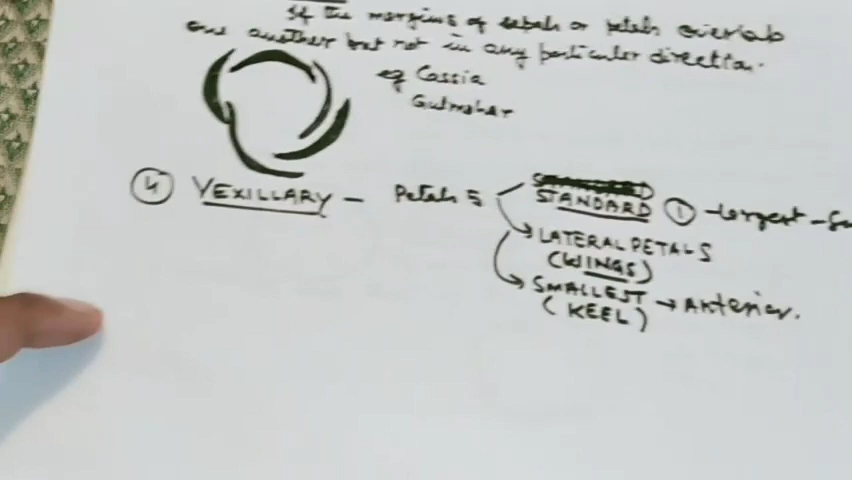 If the margins of sepals or petals overlap
one another but not in any particular direction.
eg Cassia
Gulmohar
④ VEXILLARY - Petals 5
STANDARD ① - largest -
LATERAL PETALS
(WINGS)
SMALLEST → Anterior.
(KEEL)